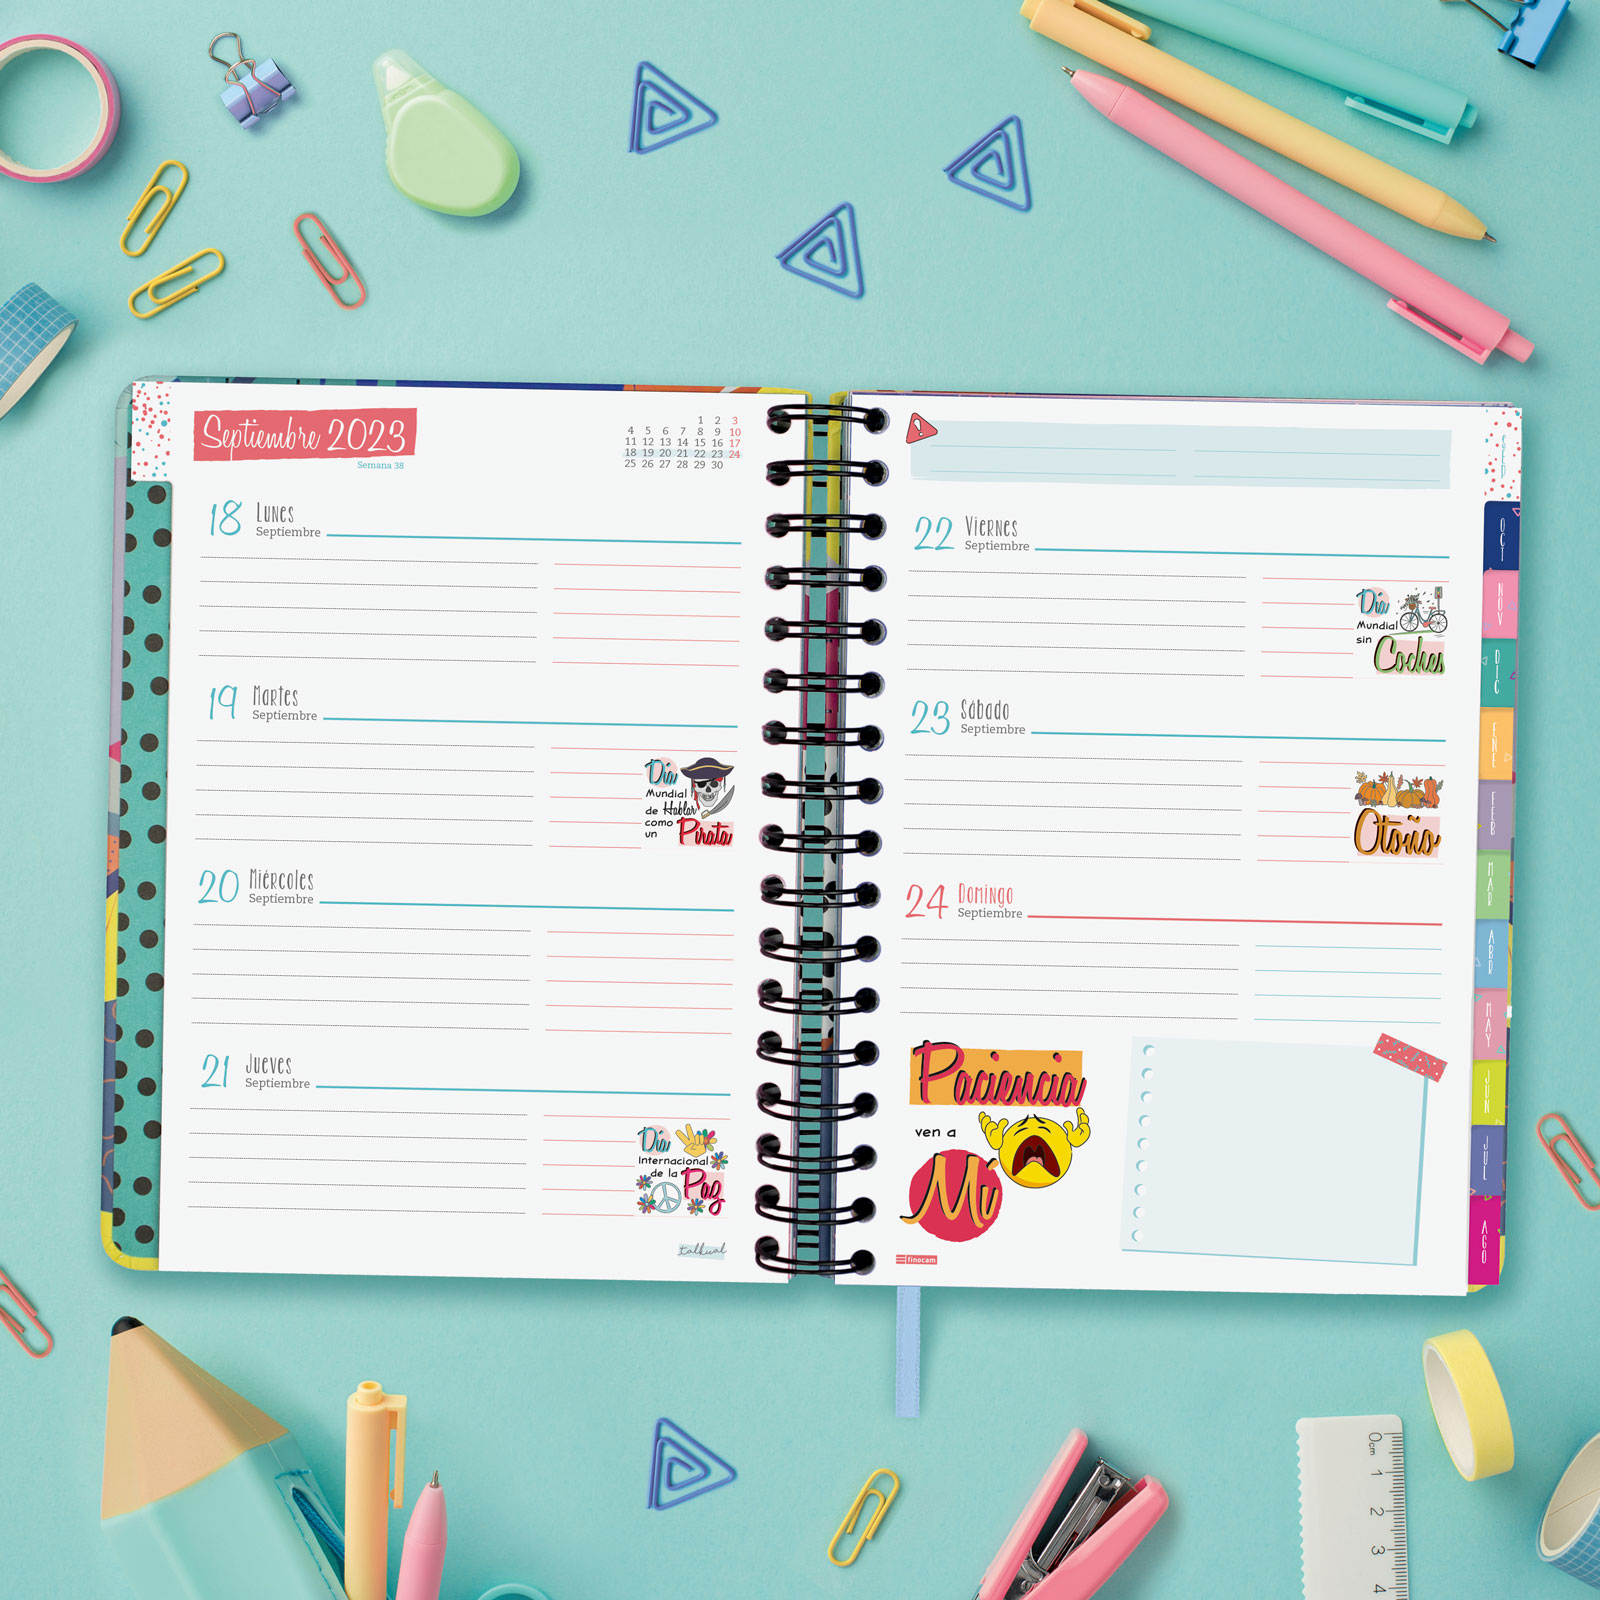 Septiembre 2023
Semana 38
1 2 3
4 5 6 7 8 9 10
11 12 13 14 15 16 17
18 19 20 21 22 23 24
25 26 27 28 29 30
18 Lunes
Septiembre
19 Martes
Septiembre
Día
Mundial
de Hablar
como
un Pirata
20 Miércoles
Septiembre
21 Jueves
Septiembre
Día
Internacional
de la Paz
talkual
22 Viernes
Septiembre
Día
Mundial
sin
Coches
23 Sábado
Septiembre
Otoño
24 Domingo
Septiembre
Paciencia
ven a
Mí
finocam
OCT
NOV
DIC
ENE
FEB
MAR
ABR
MAY
JUN
JUL
AGO
0cm
1
2
3
4